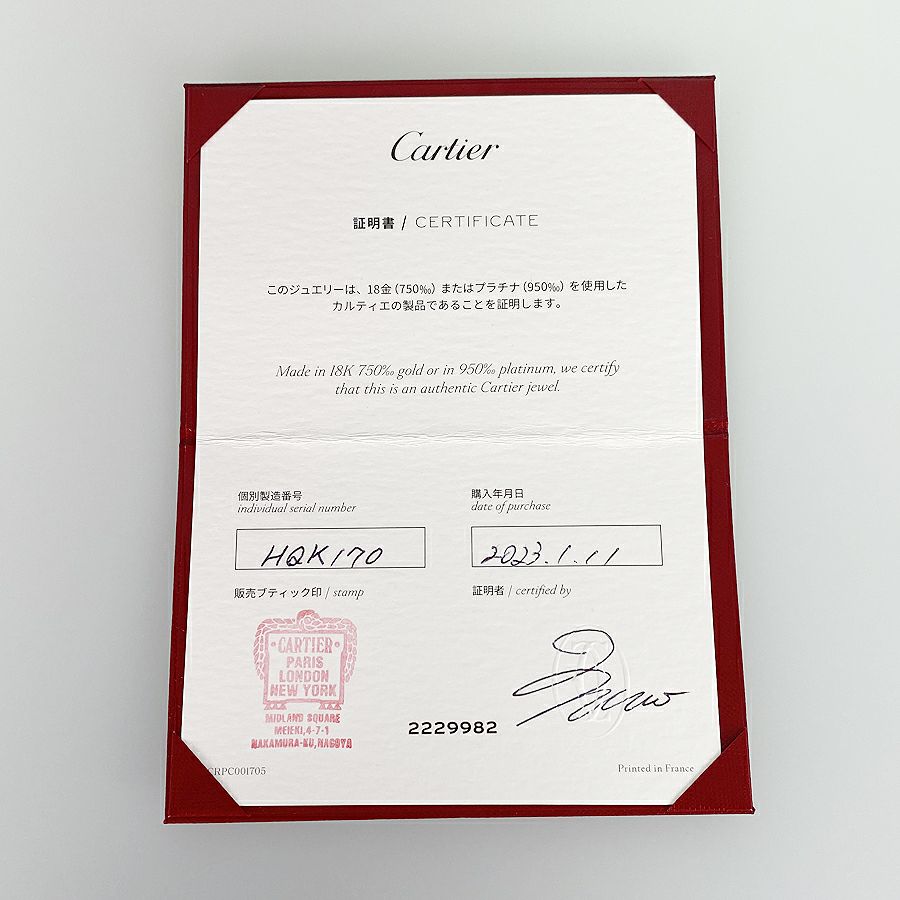 Cartier
証明書 / CERTIFICATE
このジュエリーは、18金(750‰)またはプラチナ(950‰)を使用した
カルティエの製品であることを証明します。
Made in 18K 750‰ gold or in 950‰ platinum, we certify
that this is an authentic Cartier jewel.
個別製造番号
individual serial number
HQK170
購入年月日
date of purchase
2023.1.11
販売ブティック印 / stamp
CARTIER
PARIS
LONDON
NEW YORK
MIDLAND SQUARE
MEIEKI,4-7-1
NAKAMURA-KU,NAGOYA
証明者 / certified by
2229982
CRPC001705
Printed in France